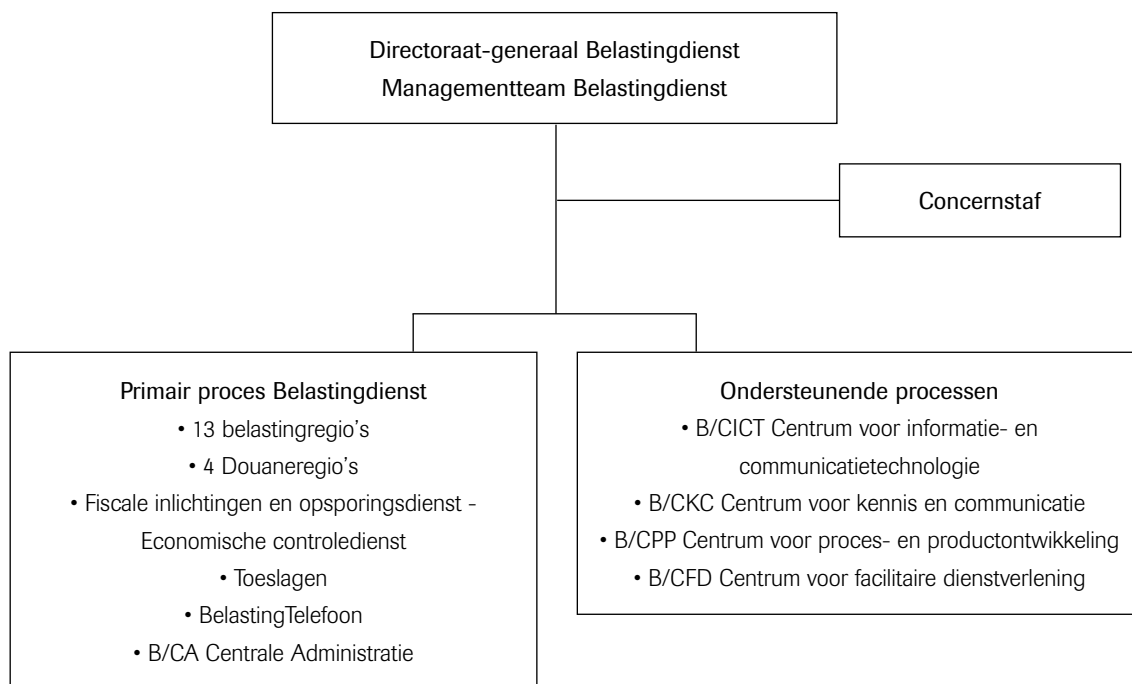 Directoraat-generaal Belastingdienst
Managementteam Belastingdienst
Concernstaf
Primair proces Belastingdienst
• 13 belastingregio's
• 4 Douaneregio's
• Fiscale inlichtingen en opsporingsdienst -
Economische controledienst
• Toeslagen
• BelastingTelefoon
• B/CA Centrale Administratie
Ondersteunende processen
• B/CICT Centrum voor informatie- en
communicatietechnologie
• B/CKC Centrum voor kennis en communicatie
• B/CPP Centrum voor proces- en productontwikkeling
• B/CFD Centrum voor facilitaire dienstverlening